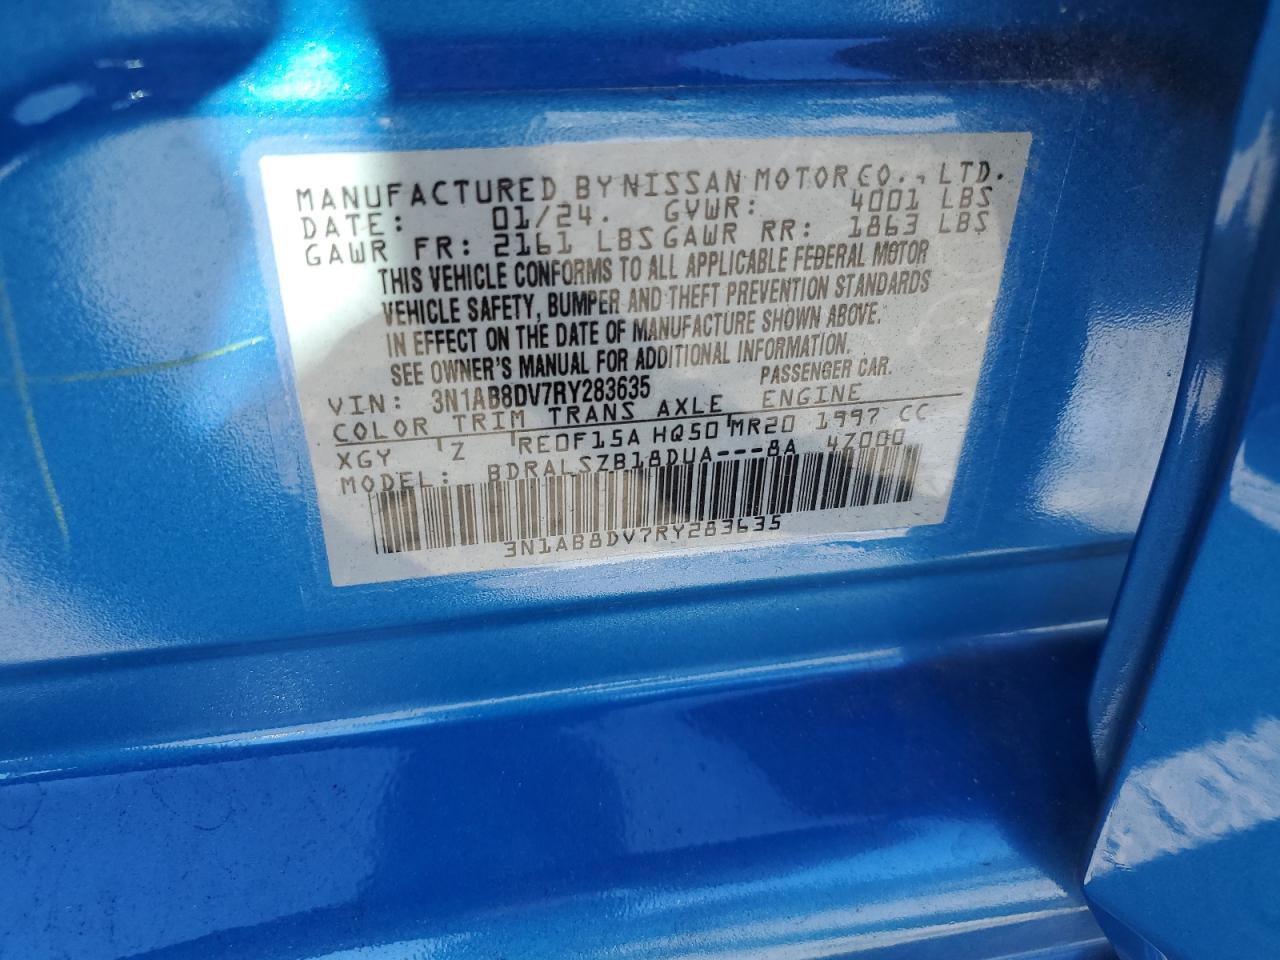 MANUFACTURED BY NISSAN MOTOR CO., LTD.
DATE: 01/24. GVWR: 4001 LBS
GAWR FR: 2161 LBS GAWR RR: 1863 LBS
THIS VEHICLE CONFORMS TO ALL APPLICABLE FEDERAL MOTOR
VEHICLE SAFETY, BUMPER AND THEFT PREVENTION STANDARDS
IN EFFECT ON THE DATE OF MANUFACTURE SHOWN ABOVE.
SEE OWNER'S MANUAL FOR ADDITIONAL INFORMATION.
VIN: 3N1AB8DV7RY283635 PASSENGER CAR.
COLOR TRIM TRANS AXLE ENGINE
XGY Z RE0F15A HQ50 MR20 1997 CC
MODEL: BDRALSZB18DUA---8A 4Z000
3N1AB8DV7RY283635